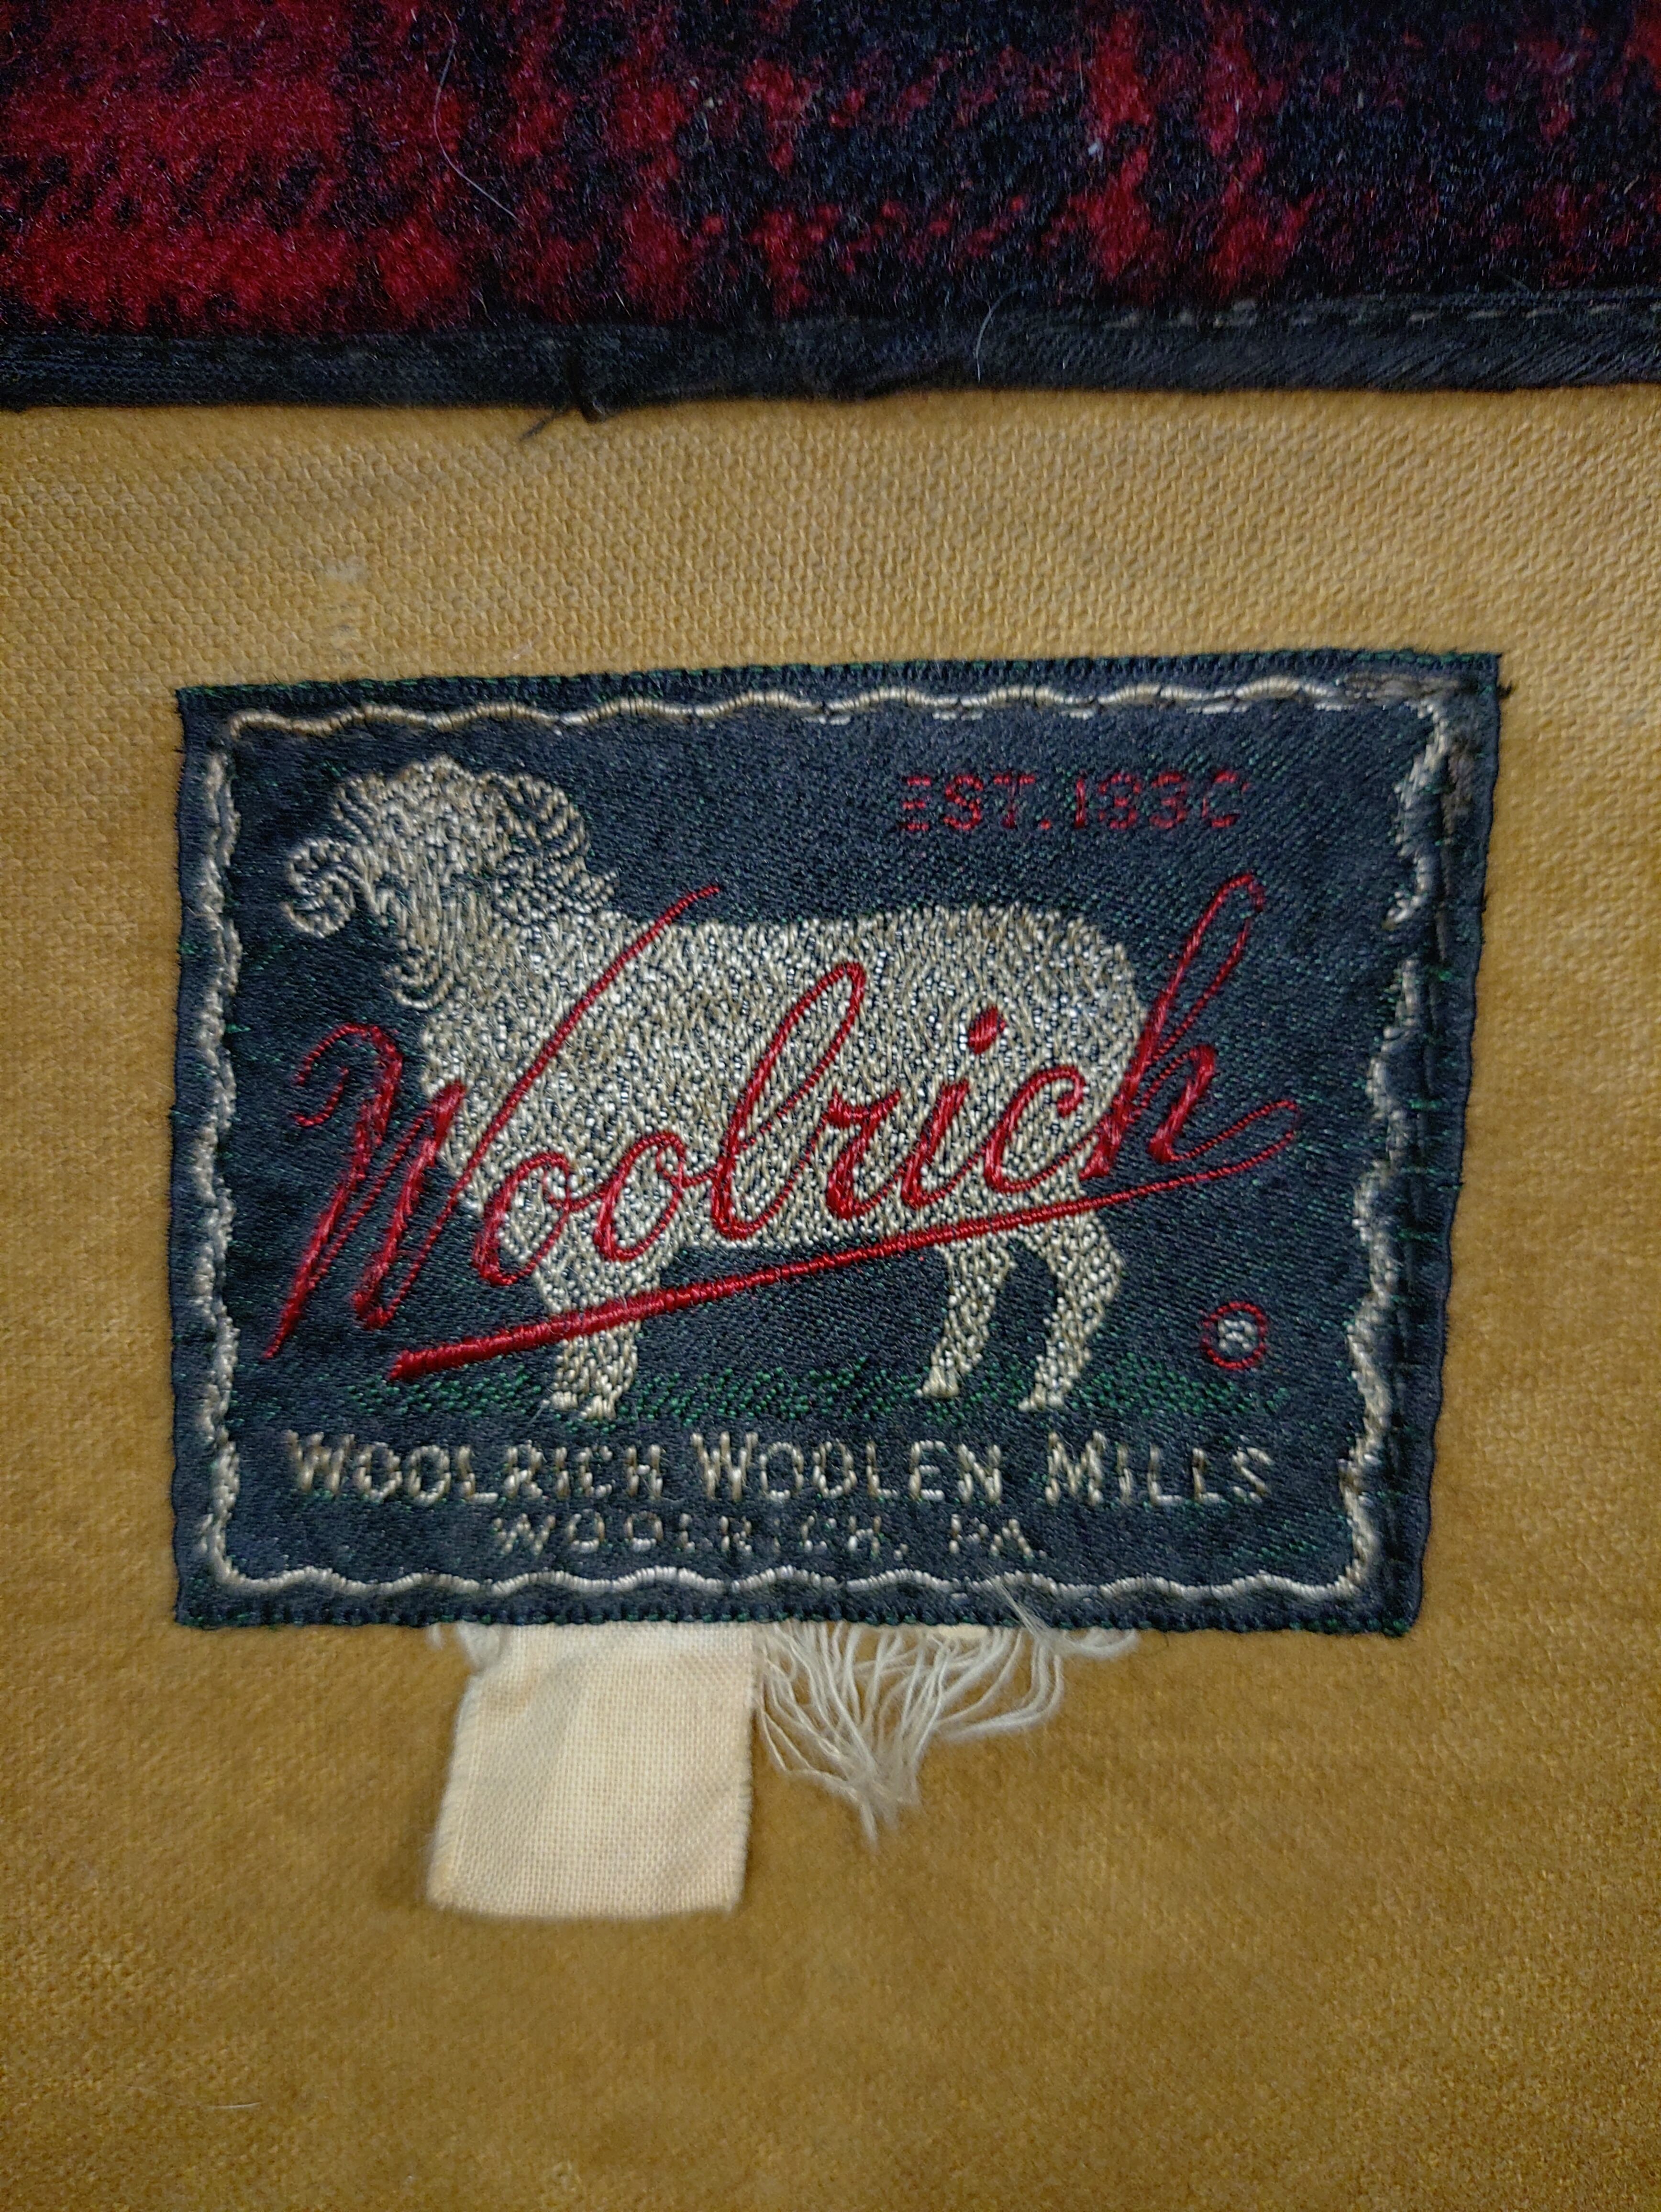 EST. 1830
Woolrich
®
WOOLRICH WOOLEN MILLS
WOOLRICH, PA.